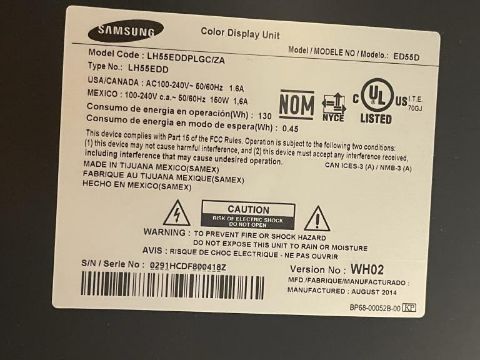 SAMSUNG Color Display Unit
Model Code : LH55EDDPLGC/ZA Model / MODELE NO / Modelo.: ED55D
Type No.: LH55EDD
USA/CANADA : AC100-240V~ 50/60Hz 1.6A
MEXICO : 100-240V c.a.~ 50/60Hz 150W 1,6A
Consumo de energia en operación(Wh) : 130
Consumo de energia en modo de espera(Wh) : 0.45
NOM NYCE C UL US LISTED I.T.E. 70GJ
This device complies with Part 15 of the FCC Rules. Operation is subject to the following two conditions:
(1) this device may not cause harmful interference, and (2) this device must accept any interference received,
including interference that may cause undesired operation. CAN ICES-3 (A) / NMB-3 (A)
MADE IN TIJUANA MEXICO(SAMEX)
FABRIQUE AU TIJUANA MEXIQUE(SAMEX)
HECHO EN MEXICO(SAMEX)
CAUTION
RISK OF ELECTRIC SHOCK
DO NOT OPEN
WARNING : TO PREVENT FIRE OR SHOCK HAZARD
DO NOT EXPOSE THIS UNIT TO RAIN OR MOISTURE
AVIS : RISQUE DE CHOC ELECTRIQUE - NE PAS OUVRIR
S/N / Serie No : 0291HCDF800418Z Version No : WH02
MFD./FABRIQUE/MANUFACTURADO :
MANUFACTURED : AUGUST 2014
BP68-00052B-00 KP